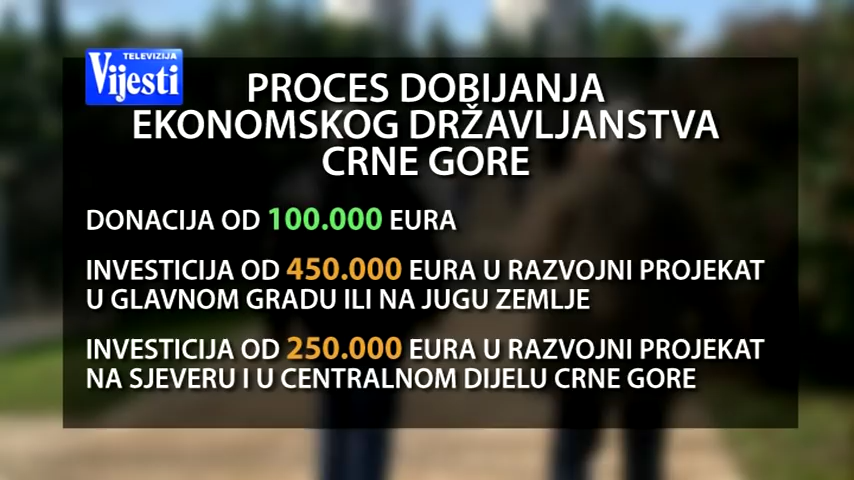 TELEVIZIJA
Vijesti
PROCES DOBIJANJA
EKONOMSKOG DRŽAVLJANSTVA
CRNE GORE
DONACIJA OD 100.000 EURA
INVESTICIJA OD 450.000 EURA U RAZVOJNI PROJEKAT
U GLAVNOM GRADU ILI NA JUGU ZEMLJE
INVESTICIJA OD 250.000 EURA U RAZVOJNI PROJEKAT
NA SJEVERU I U CENTRALNOM DIJELU CRNE GORE